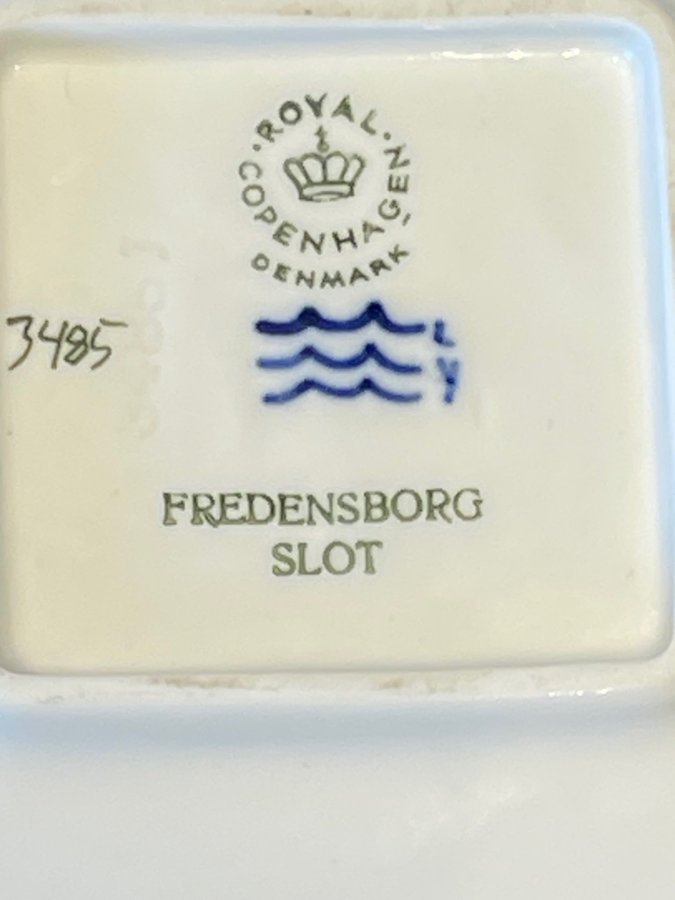 ROYAL
COPENHAGEN
DENMARK
3485
L
FREDENSBORG
SLOT